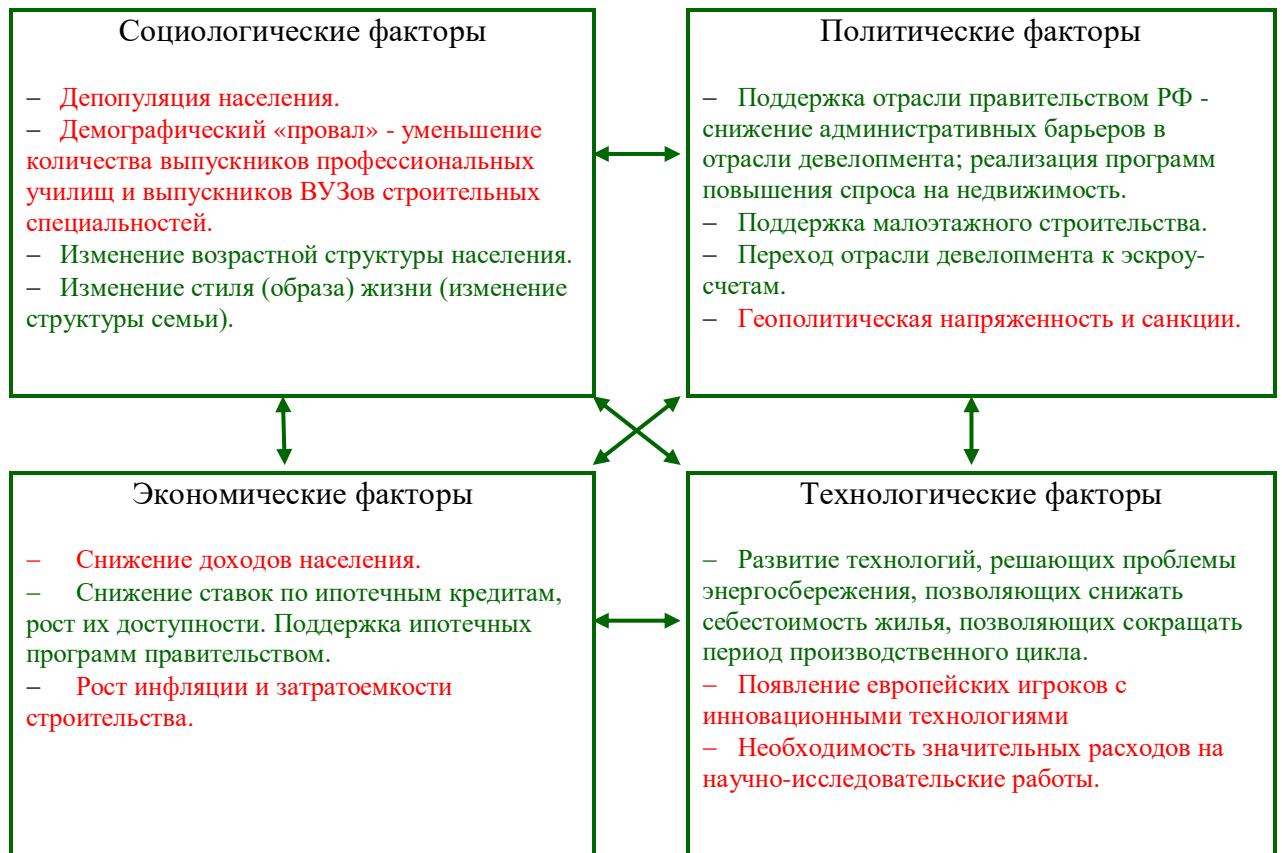 Социологические факторы
– Депопуляция населения.
– Демографический «провал» - уменьшение
количества выпускников профессиональных
училищ и выпускников ВУЗов строительных
специальностей.
– Изменение возрастной структуры населения.
– Изменение стиля (образа) жизни (изменение
структуры семьи).
Политические факторы
– Поддержка отрасли правительством РФ -
снижение административных барьеров в
отрасли девелопмента; реализация программ
повышения спроса на недвижимость.
– Поддержка малоэтажного строительства.
– Переход отрасли девелопмента к эскроу-
счетам.
– Геополитическая напряженность и санкции.
Экономические факторы
– Снижение доходов населения.
– Снижение ставок по ипотечным кредитам,
рост их доступности. Поддержка ипотечных
программ правительством.
– Рост инфляции и затратоемкости
строительства.
Технологические факторы
– Развитие технологий, решающих проблемы
энергосбережения, позволяющих снижать
себестоимость жилья, позволяющих сокращать
период производственного цикла.
– Появление европейских игроков с
инновационными технологиями
– Необходимость значительных расходов на
научно-исследовательские работы.